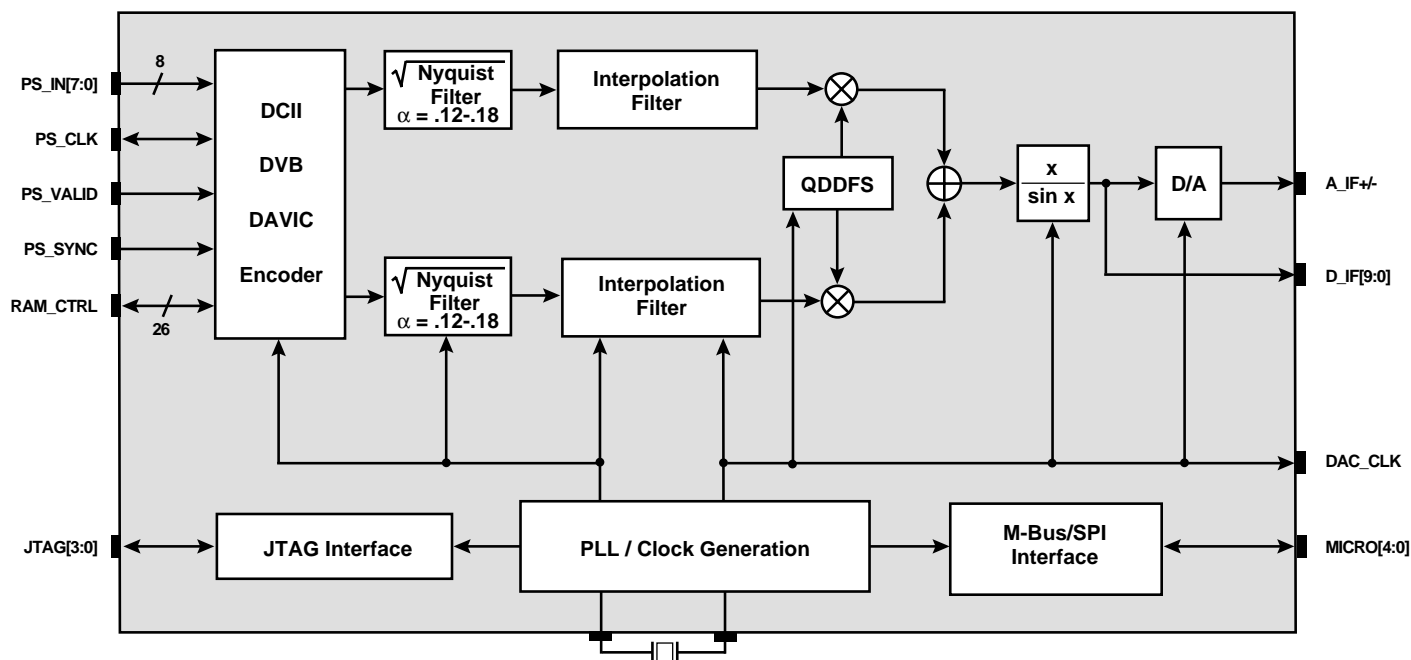 PS_IN[7:0]
8
PS_CLK
PS_VALID
PS_SYNC
RAM_CTRL
26
DCII
DVB
DAVIC
Encoder
√Nyquist
Filter
α = .12-.18
Interpolation
Filter
√Nyquist
Filter
α = .12-.18
Interpolation
Filter
QDDFS
x
sin x
D/A
A_IF+/-
D_IF[9:0]
DAC_CLK
JTAG[3:0]
JTAG Interface
PLL / Clock Generation
M-Bus/SPI
Interface
MICRO[4:0]